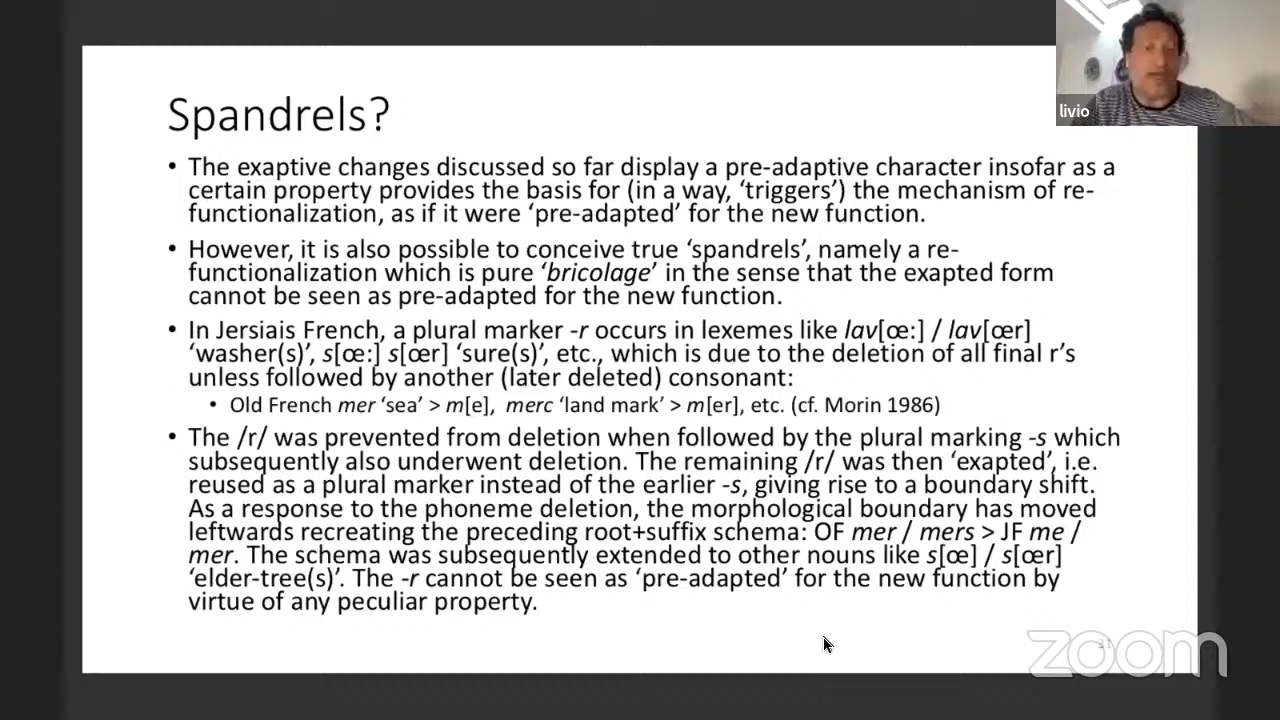 Spandrels?
• The exaptive changes discussed so far display a pre-adaptive character insofar as a
certain property provides the basis for (in a way, ‘triggers’) the mechanism of re-
functionalization, as if it were ‘pre-adapted’ for the new function.
• However, it is also possible to conceive true ‘spandrels’, namely a re-
functionalization which is pure ‘bricolage’ in the sense that the exapted form
cannot be seen as pre-adapted for the new function.
• In Jersiais French, a plural marker -r occurs in lexemes like lav[œ:] / lav[œr]
‘washer(s)’, s[œ:] s[œr] ‘sure(s)’, etc., which is due to the deletion of all final r’s
unless followed by another (later deleted) consonant:
• Old French mer ‘sea’ > m[e], merc ‘land mark’ > m[er], etc. (cf. Morin 1986)
• The /r/ was prevented from deletion when followed by the plural marking -s which
subsequently also underwent deletion. The remaining /r/ was then ‘exapted’, i.e.
reused as a plural marker instead of the earlier -s, giving rise to a boundary shift.
As a response to the phoneme deletion, the morphological boundary has moved
leftwards recreating the preceding root+suffix schema: OF mer / mers > JF me /
mer. The schema was subsequently extended to other nouns like s[œ] / s[œr]
‘elder-tree(s)’. The -r cannot be seen as ‘pre-adapted’ for the new function by
virtue of any peculiar property.
livio
31
zoom